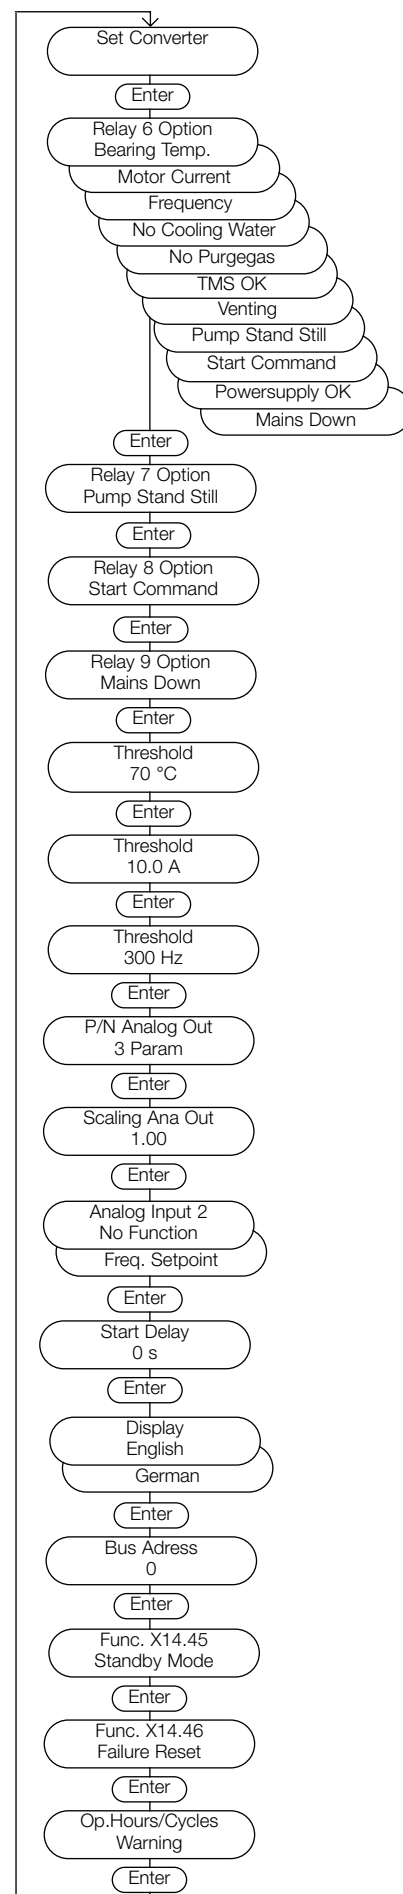 Set Converter
Enter
Relay 6 Option
Bearing Temp.
Motor Current
Frequency
No Cooling Water
No Purgegas
TMS OK
Venting
Pump Stand Still
Start Command
Powersupply OK
Mains Down
Enter
Relay 7 Option
Pump Stand Still
Enter
Relay 8 Option
Start Command
Enter
Relay 9 Option
Mains Down
Enter
Threshold
70 °C
Enter
Threshold
10.0 A
Enter
Threshold
300 Hz
Enter
P/N Analog Out
3 Param
Enter
Scaling Ana Out
1.00
Enter
Analog Input 2
No Function
Freq. Setpoint
Enter
Start Delay
0 s
Enter
Display
English
German
Enter
Bus Adress
0
Enter
Func. X14.45
Standby Mode
Enter
Func. X14.46
Failure Reset
Enter
Op.Hours/Cycles
Warning
Enter